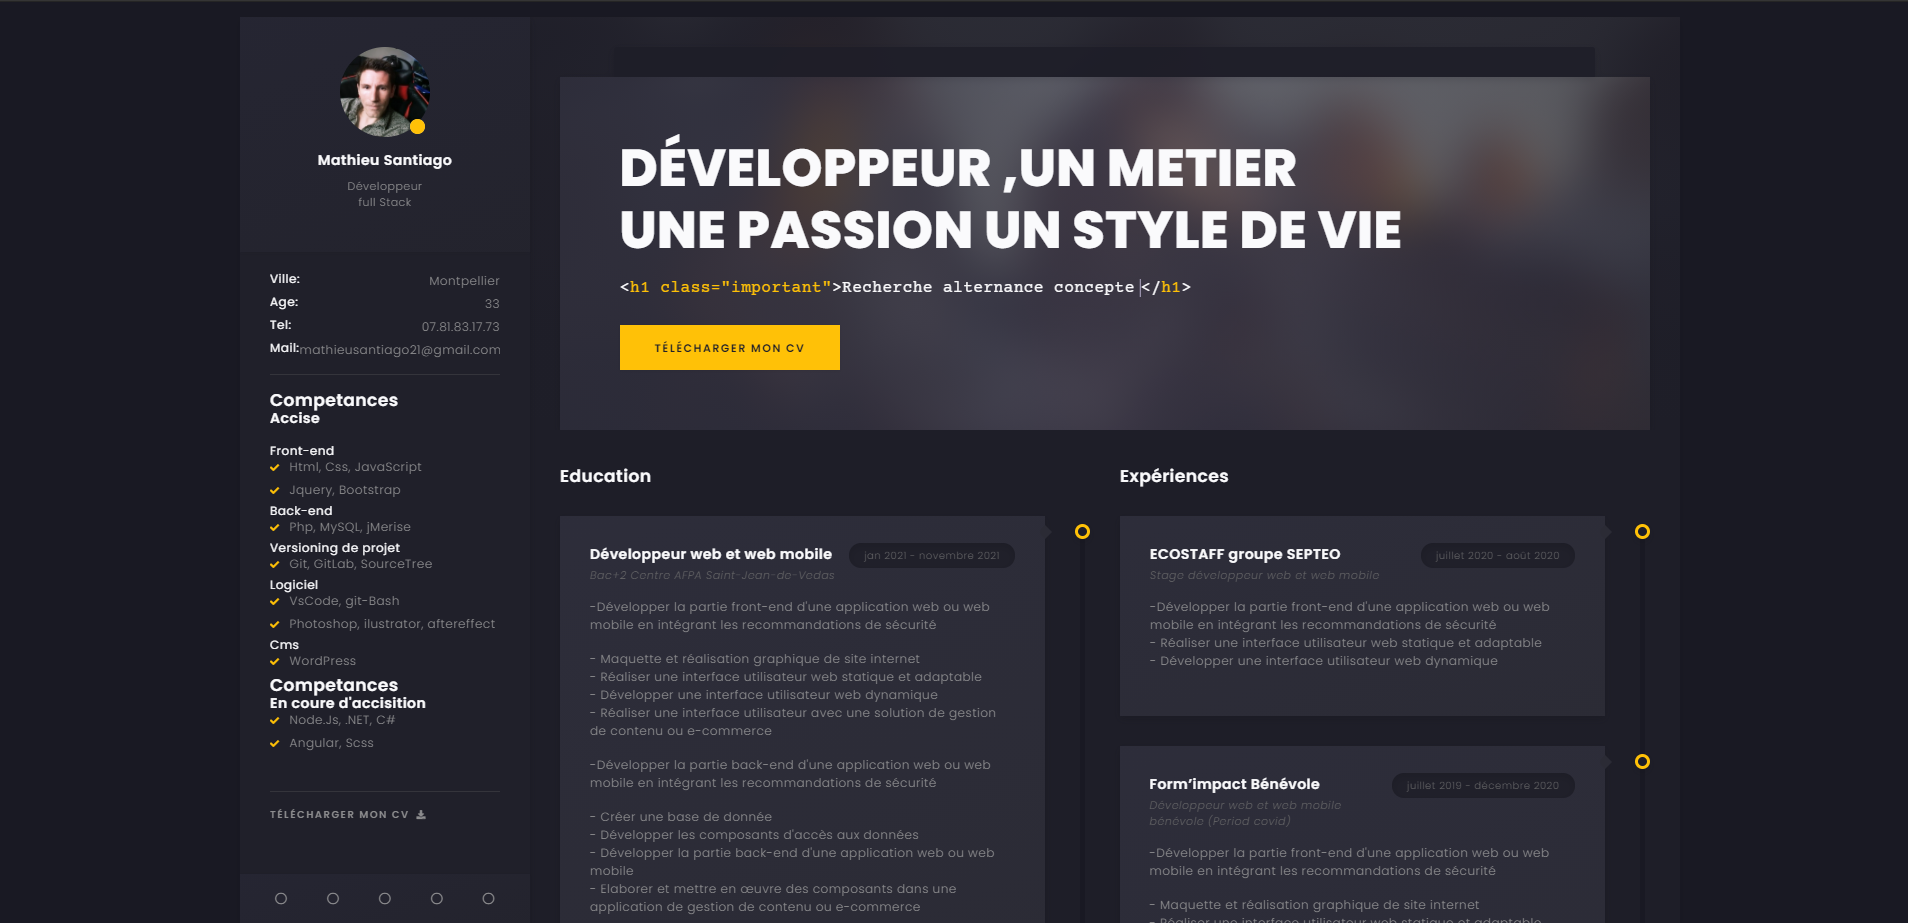 Mathieu Santiago
Développeur
full Stack
Ville: Montpellier
Age: 33
Tel: 07.81.83.17.73
Mail:mathieusantiago21@gmail.com
Competances
Accise
Front-end
Html, Css, JavaScript
Jquery, Bootstrap
Back-end
Php, MySQL, jMerise
Versioning de projet
Git, GitLab, SourceTree
Logiciel
VsCode, git-Bash
Photoshop, ilustrator, aftereffect
Cms
WordPress
Competances
En coure d'accisition
Node.Js, .NET, C#
Angular, Scss
TÉLÉCHARGER MON CV
DÉVELOPPEUR ,UN METIER
UNE PASSION UN STYLE DE VIE
<h1 class="important">Recherche alternance concepte</h1>
TÉLÉCHARGER MON CV
Education
Développeur web et web mobile
jan 2021 - novembre 2021
Bac+2 Centre AFPA Saint-Jean-de-Vedas
-Développer la partie front-end d'une application web ou web
mobile en intégrant les recommandations de sécurité
- Maquette et réalisation graphique de site internet
- Réaliser une interface utilisateur web statique et adaptable
- Développer une interface utilisateur web dynamique
- Réaliser une interface utilisateur avec une solution de gestion
de contenu ou e-commerce
-Développer la partie back-end d'une application web ou web
mobile en intégrant les recommandations de sécurité
- Créer une base de donnée
- Développer les composants d'accès aux données
- Développer la partie back-end d'une application web ou web
mobile
- Elaborer et mettre en œuvre des composants dans une
application de gestion de contenu ou e-commerce
Expériences
ECOSTAFF groupe SEPTEO
juillet 2020 - août 2020
Stage développeur web et web mobile
-Développer la partie front-end d'une application web ou web
mobile en intégrant les recommandations de sécurité
- Réaliser une interface utilisateur web statique et adaptable
- Développer une interface utilisateur web dynamique
Form'impact Bénévole
juillet 2019 - décembre 2020
Développeur web et web mobile
bénévole (Period covid)
-Développer la partie front-end d'une application web ou web
mobile en intégrant les recommandations de sécurité
- Maquette et réalisation graphique de site internet
- Réaliser une interface utilisateur web statique et adaptable